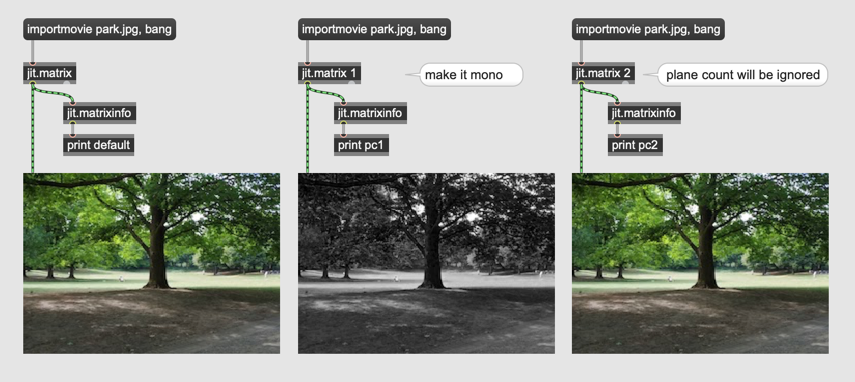 importmovie park.jpg, bang
jit.matrix
jit.matrixinfo
print default
importmovie park.jpg, bang
jit.matrix 1
make it mono
jit.matrixinfo
print pc1
importmovie park.jpg, bang
jit.matrix 2
plane count will be ignored
jit.matrixinfo
print pc2